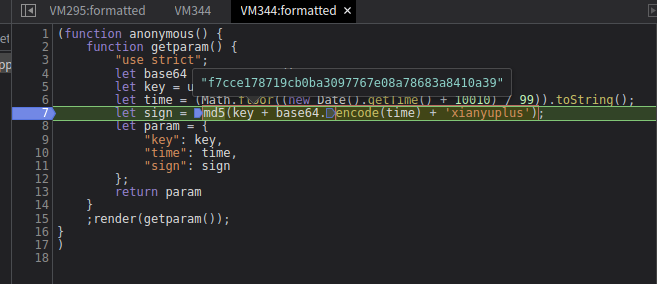 VM295:formatted VM344 VM344:formatted ×
et
pp
1 (function anonymous() {
2 function getparam() {
3 "use strict";
4 let base64
"f7cce178719cb0ba3097767e08a78683a8410a39"
5 let key = u
6 let time = (Math.floor((new Date().getTime() + 10010) / 99)).toString();
7 let sign = md5(key + base64.encode(time) + 'xianyuplus');
8 let param = {
9 "key": key,
10 "time": time,
11 "sign": sign
12 };
13 return param
14 }
15 ;render(getparam());
16 }
17 )
18